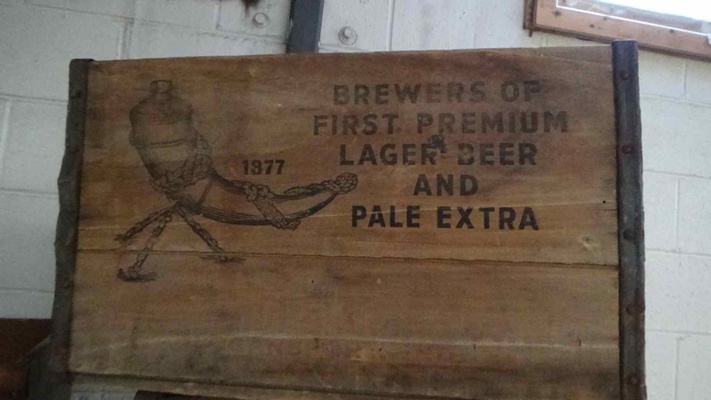 1877
BREWERS OF
FIRST PREMIUM
LAGER BEER
AND
PALE EXTRA